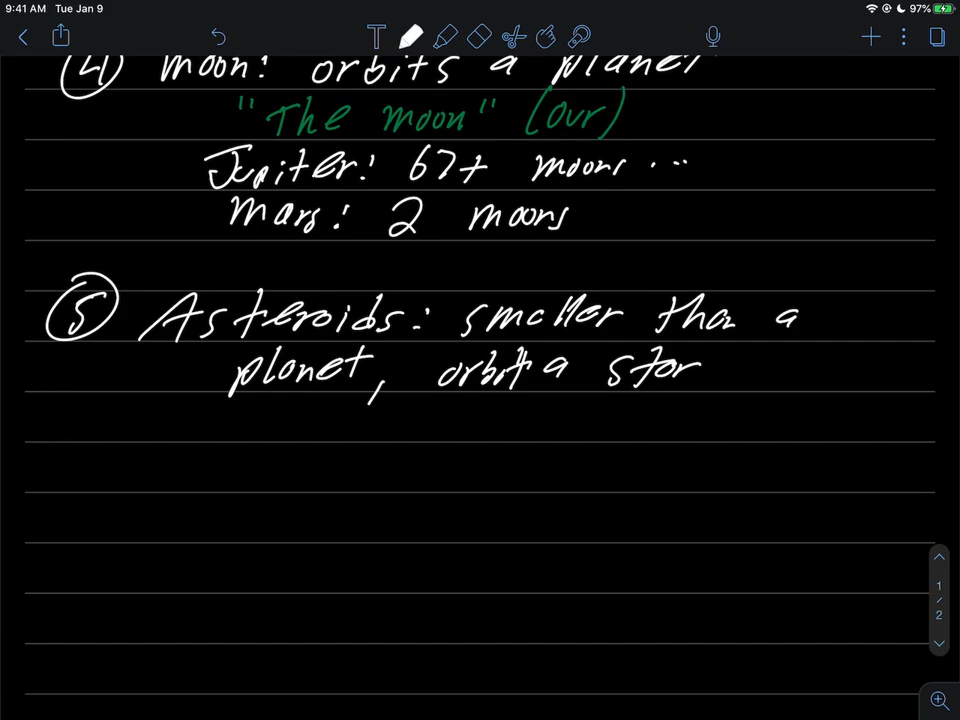 9:41 AM Tue Jan 9 97%
④ Moon: orbits a planet
"The moon" (our)
Jupiter: 67+ moons ...
Mars: 2 moons
⑤ Asteroids: smaller than a
planet, orbit a star
1
/
2